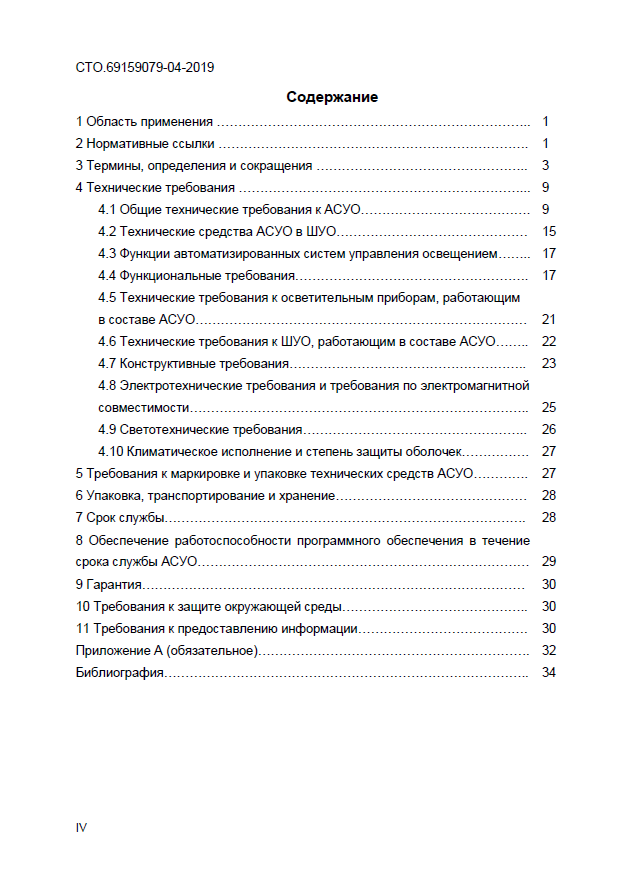 СТО.69159079-04-2019
Содержание
1 Область применения ………………………………………………………………. 1
2 Нормативные ссылки ………………………………………………………………. 1
3 Термины, определения и сокращения ………………………………………….. 3
4 Технические требования …………………………………………………………… 9
4.1 Общие технические требования к АСУО…………………………………. 9
4.2 Технические средства АСУО в ШУО……………………………………… 15
4.3 Функции автоматизированных систем управления освещением…….. 17
4.4 Функциональные требования………………………………………………. 17
4.5 Технические требования к осветительным приборам, работающим
в составе АСУО…………………………………………………………………… 21
4.6 Технические требования к ШУО, работающим в составе АСУО…….. 22
4.7 Конструктивные требования……………………………………………….. 23
4.8 Электротехнические требования и требования по электромагнитной
совместимости…………………………………………………………………….. 25
4.9 Светотехнические требования…………………………………………….. 26
4.10 Климатическое исполнение и степень защиты оболочек…………… 27
5 Требования к маркировке и упаковке технических средств АСУО…………. 27
6 Упаковка, транспортирование и хранение……………………………………… 28
7 Срок службы…………………………………………………………………………. 28
8 Обеспечение работоспособности программного обеспечения в течение
срока службы АСУО…………………………………………………………………… 29
9 Гарантия……………………………………………………………………………… 30
10 Требования к защите окружающей среды…………………………………….. 30
11 Требования к предоставлению информации………………………………… 30
Приложение А (обязательное)………………………………………………………. 32
Библиография………………………………………………………………………….. 34
IV